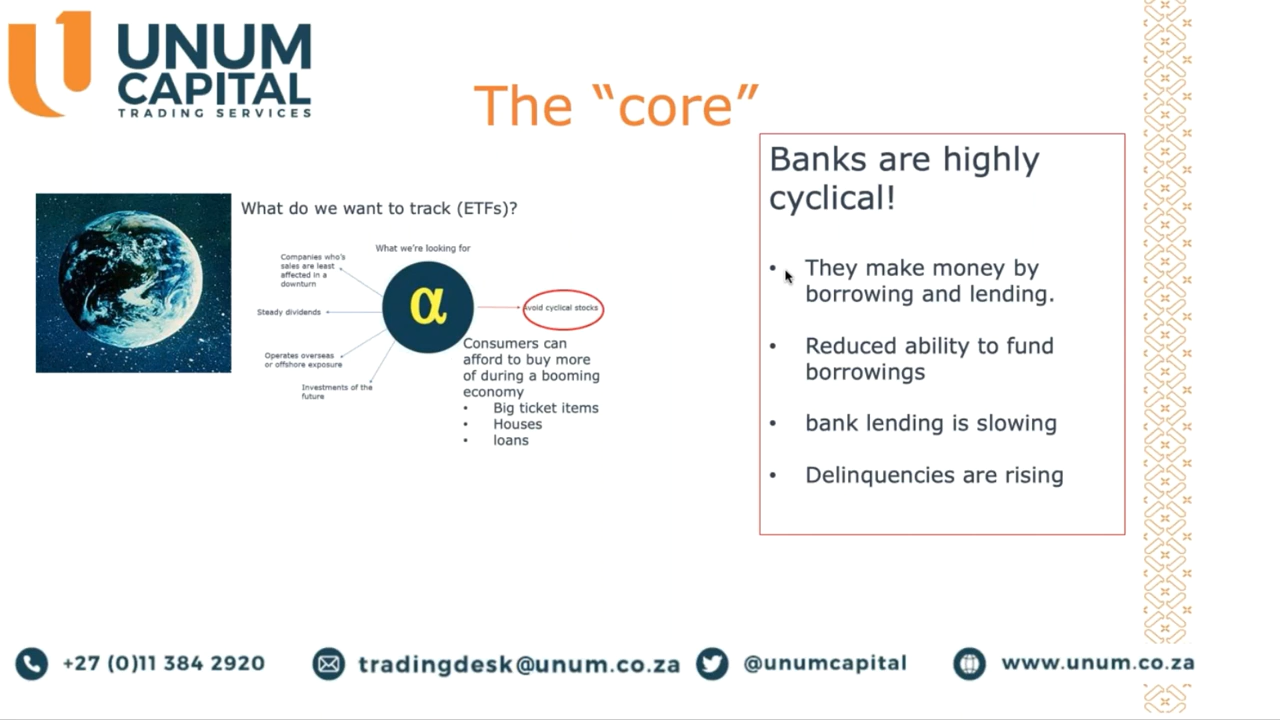 UNUM
CAPITAL
TRADING SERVICES
The “core”
What do we want to track (ETFs)?
What we're looking for
Companies who's
sales are least
affected in a
downturn
Steady dividends
Operates overseas
or offshore exposure
Investments of the
future
α
Avoid cyclical stocks
Consumers can
afford to buy more
of during a booming
economy
• Big ticket items
• Houses
• loans
Banks are highly
cyclical!
• They make money by
borrowing and lending.
• Reduced ability to fund
borrowings
• bank lending is slowing
• Delinquencies are rising
+27 (0)11 384 2920
tradingdesk@unum.co.za
@unumcapital
www.unum.co.za